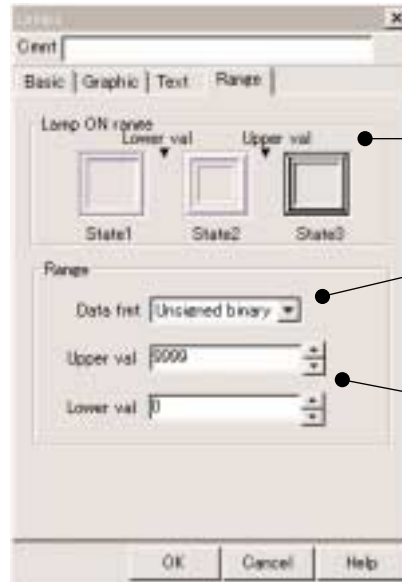 Cmnt
Basic Graphic Text Range
Lamp ON range
Lower val Upper val
State1 State2 State3
Range
Data fmt Unsigned binary
Upper val 9999
Lower val 0
OK Cancel Help